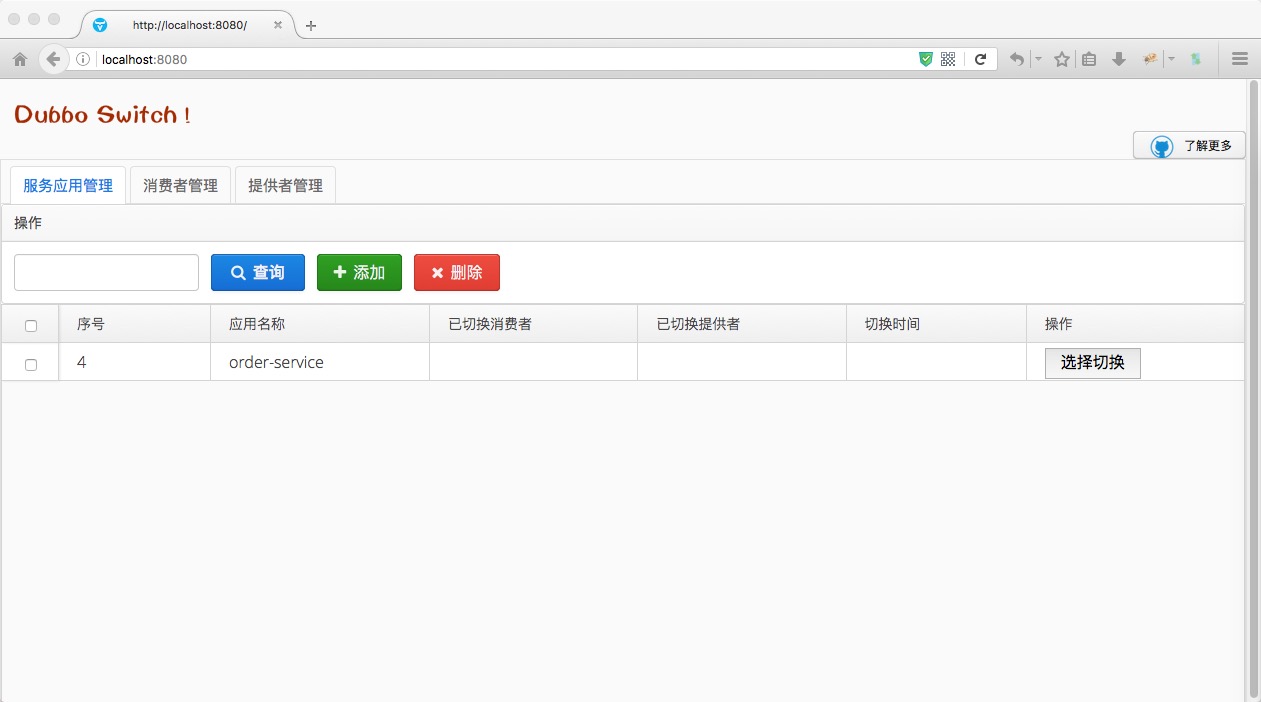 http://localhost:8080/
localhost:8080
Dubbo Switch !
了解更多
服务应用管理 消费者管理 提供者管理
操作
查询 添加 删除
序号 应用名称 已切换消费者 已切换提供者 切换时间 操作
4 order-service 选择切换